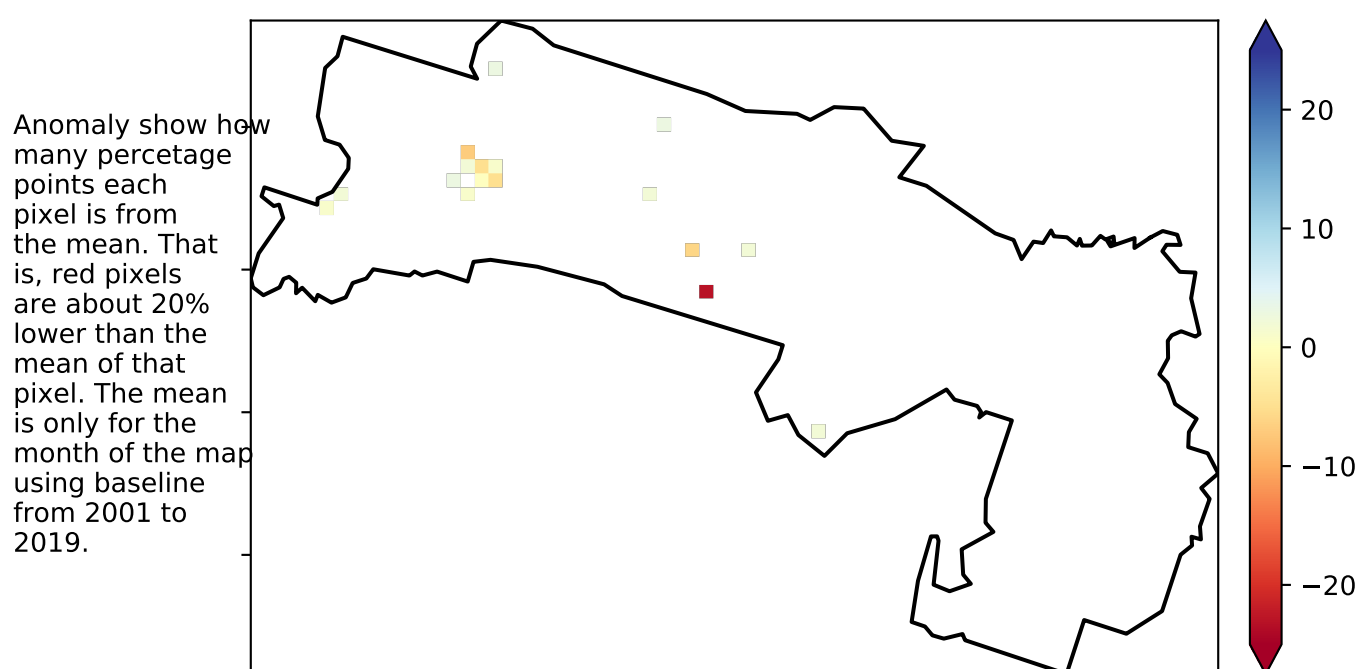 Anomaly show how
many percetage
points each
pixel is from
the mean. That
is, red pixels
are about 20%
lower than the
mean of that
pixel. The mean
is only for the
month of the map
using baseline
from 2001 to
2019.
20
10
0
−10
−20